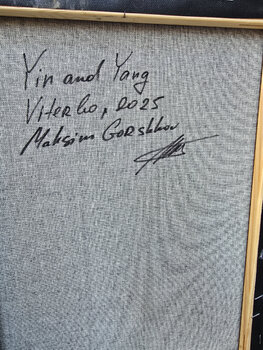 Yin and Yang
Viterbo, 2025
Maksim Gorshkov